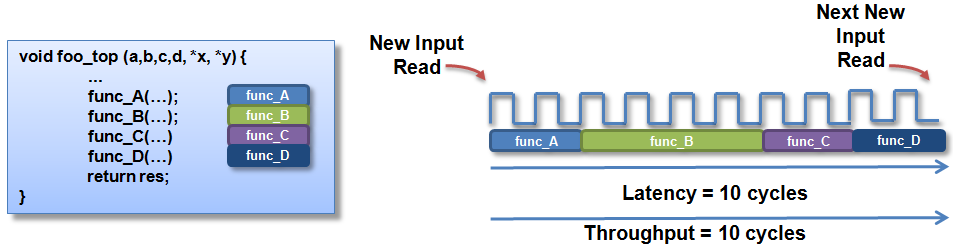 void foo_top (a,b,c,d, *x, *y) {
...
func_A(...);
func_B(...);
func_C(...)
func_D(...)
return res;
}
func_A
func_B
func_C
func_D
New Input
Read
Next New
Input
Read
func_A func_B func_C func_D
Latency = 10 cycles
Throughput = 10 cycles